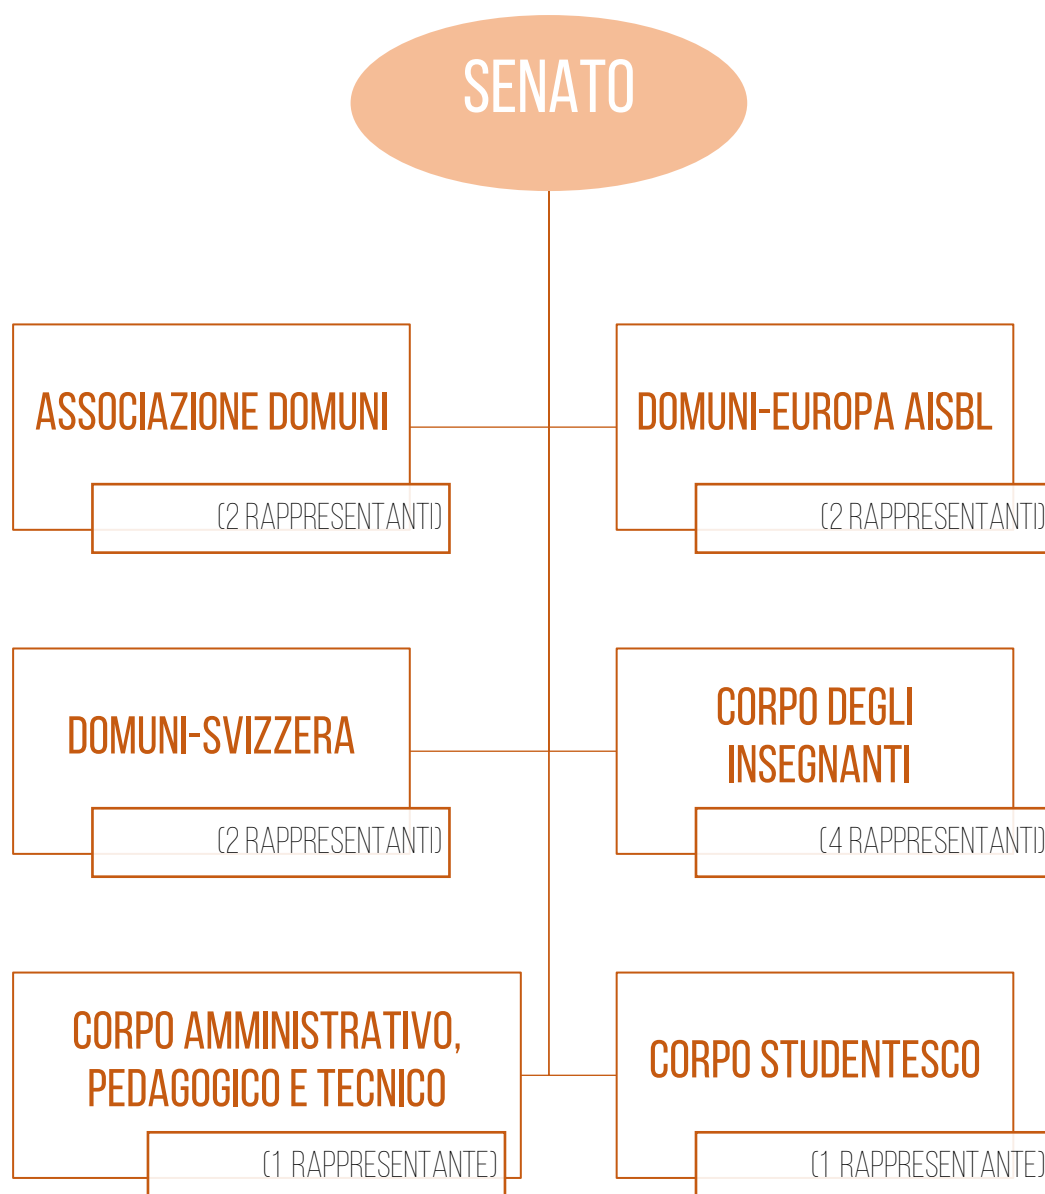 SENATO
ASSOCIAZIONE DOMUNI
(2 RAPPRESENTANTI)
DOMUNI-EUROPA AISBL
(2 RAPPRESENTANTI)
DOMUNI-SVIZZERA
(2 RAPPRESENTANTI)
CORPO DEGLI
INSEGNANTI
(4 RAPPRESENTANTI)
CORPO AMMINISTRATIVO,
PEDAGOGICO E TECNICO
(1 RAPPRESENTANTE)
CORPO STUDENTESCO
(1 RAPPRESENTANTE)